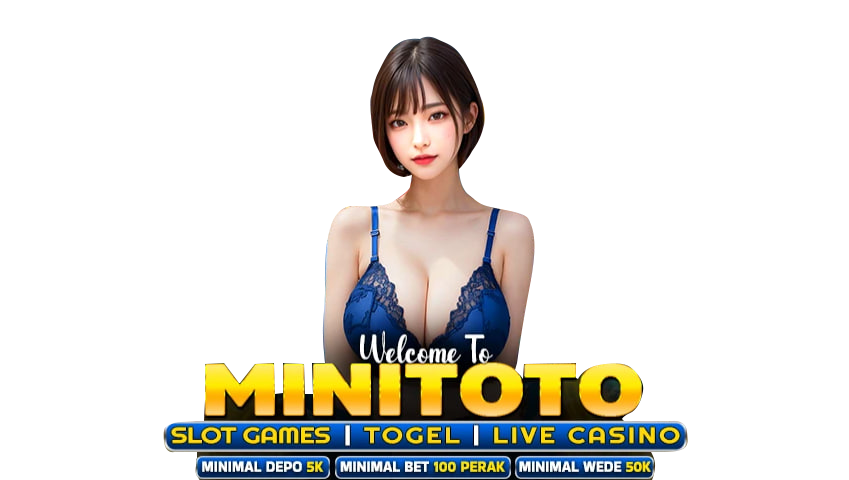 Welcome To
MINITOTO
SLOT GAMES | TOGEL | LIVE CASINO
MINIMAL DEPO 5K MINIMAL BET 100 PERAK MINIMAL WEDE 50K